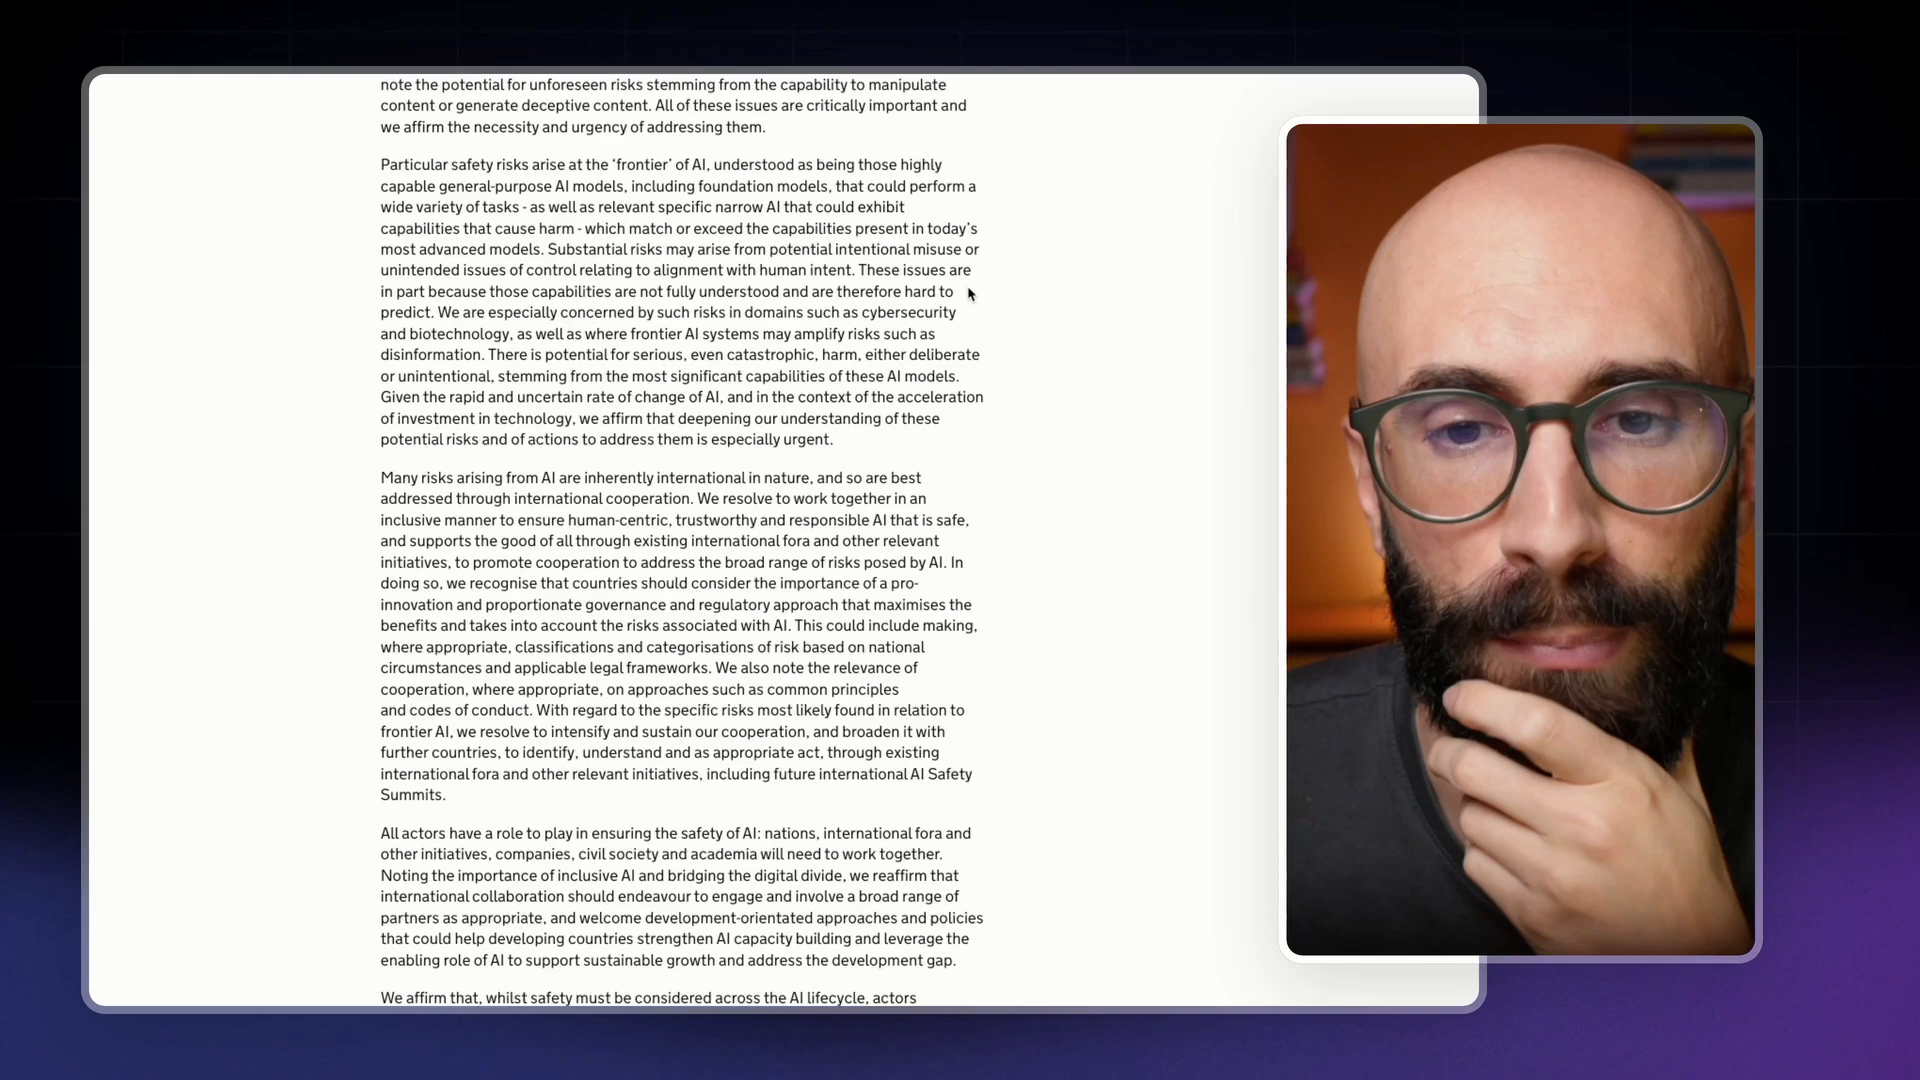 note the potential for unforeseen risks stemming from the capability to manipulate
content or generate deceptive content. All of these issues are critically important and
we affirm the necessity and urgency of addressing them.
Particular safety risks arise at the ‘frontier’ of AI, understood as being those highly
capable general-purpose AI models, including foundation models, that could perform a
wide variety of tasks - as well as relevant specific narrow AI that could exhibit
capabilities that cause harm - which match or exceed the capabilities present in today’s
most advanced models. Substantial risks may arise from potential intentional misuse or
unintended issues of control relating to alignment with human intent. These issues are
in part because those capabilities are not fully understood and are therefore hard to
predict. We are especially concerned by such risks in domains such as cybersecurity
and biotechnology, as well as where frontier AI systems may amplify risks such as
disinformation. There is potential for serious, even catastrophic, harm, either deliberate
or unintentional, stemming from the most significant capabilities of these AI models.
Given the rapid and uncertain rate of change of AI, and in the context of the acceleration
of investment in technology, we affirm that deepening our understanding of these
potential risks and of actions to address them is especially urgent.
Many risks arising from AI are inherently international in nature, and so are best
addressed through international cooperation. We resolve to work together in an
inclusive manner to ensure human-centric, trustworthy and responsible AI that is safe,
and supports the good of all through existing international fora and other relevant
initiatives, to promote cooperation to address the broad range of risks posed by AI. In
doing so, we recognise that countries should consider the importance of a pro-
innovation and proportionate governance and regulatory approach that maximises the
benefits and takes into account the risks associated with AI. This could include making,
where appropriate, classifications and categorisations of risk based on national
circumstances and applicable legal frameworks. We also note the relevance of
cooperation, where appropriate, on approaches such as common principles
and codes of conduct. With regard to the specific risks most likely found in relation to
frontier AI, we resolve to intensify and sustain our cooperation, and broaden it with
further countries, to identify, understand and as appropriate act, through existing
international fora and other relevant initiatives, including future international AI Safety
Summits.
All actors have a role to play in ensuring the safety of AI: nations, international fora and
other initiatives, companies, civil society and academia will need to work together.
Noting the importance of inclusive AI and bridging the digital divide, we reaffirm that
international collaboration should endeavour to engage and involve a broad range of
partners as appropriate, and welcome development-orientated approaches and policies
that could help developing countries strengthen AI capacity building and leverage the
enabling role of AI to support sustainable growth and address the development gap.
We affirm that, whilst safety must be considered across the AI lifecycle, actors